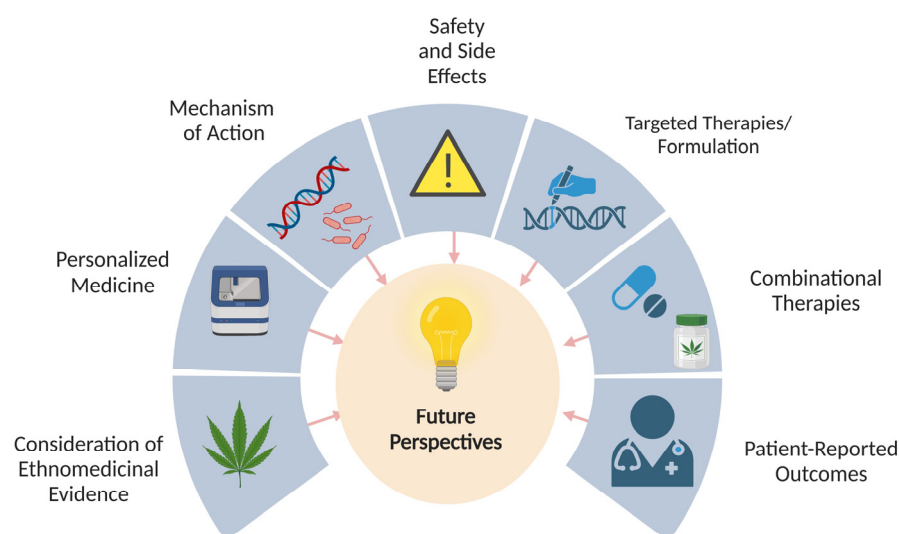 Safety
and Side
Effects
Mechanism
of Action
Targeted Therapies/
Formulation
Personalized
Medicine
Combinational
Therapies
Future
Perspectives
Consideration of
Ethnomedicinal
Evidence
Patient-Reported
Outcomes